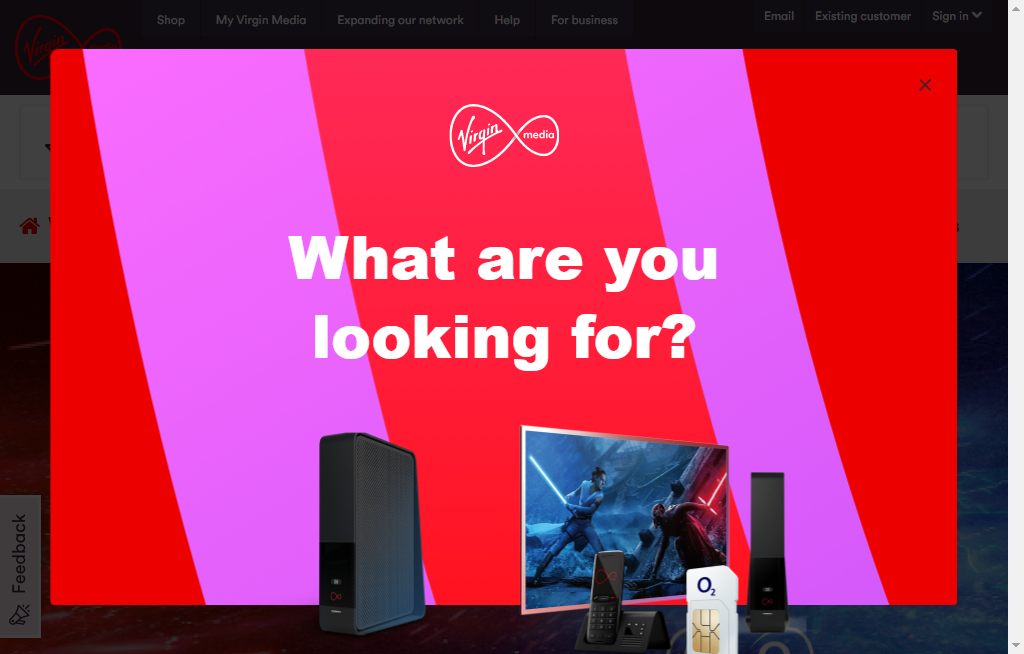 Shop
My Virgin Media
Expanding our network
Help
For business
Email
Existing customer
Sign in
Virgin media
What are you
looking for?
Feedback
O2